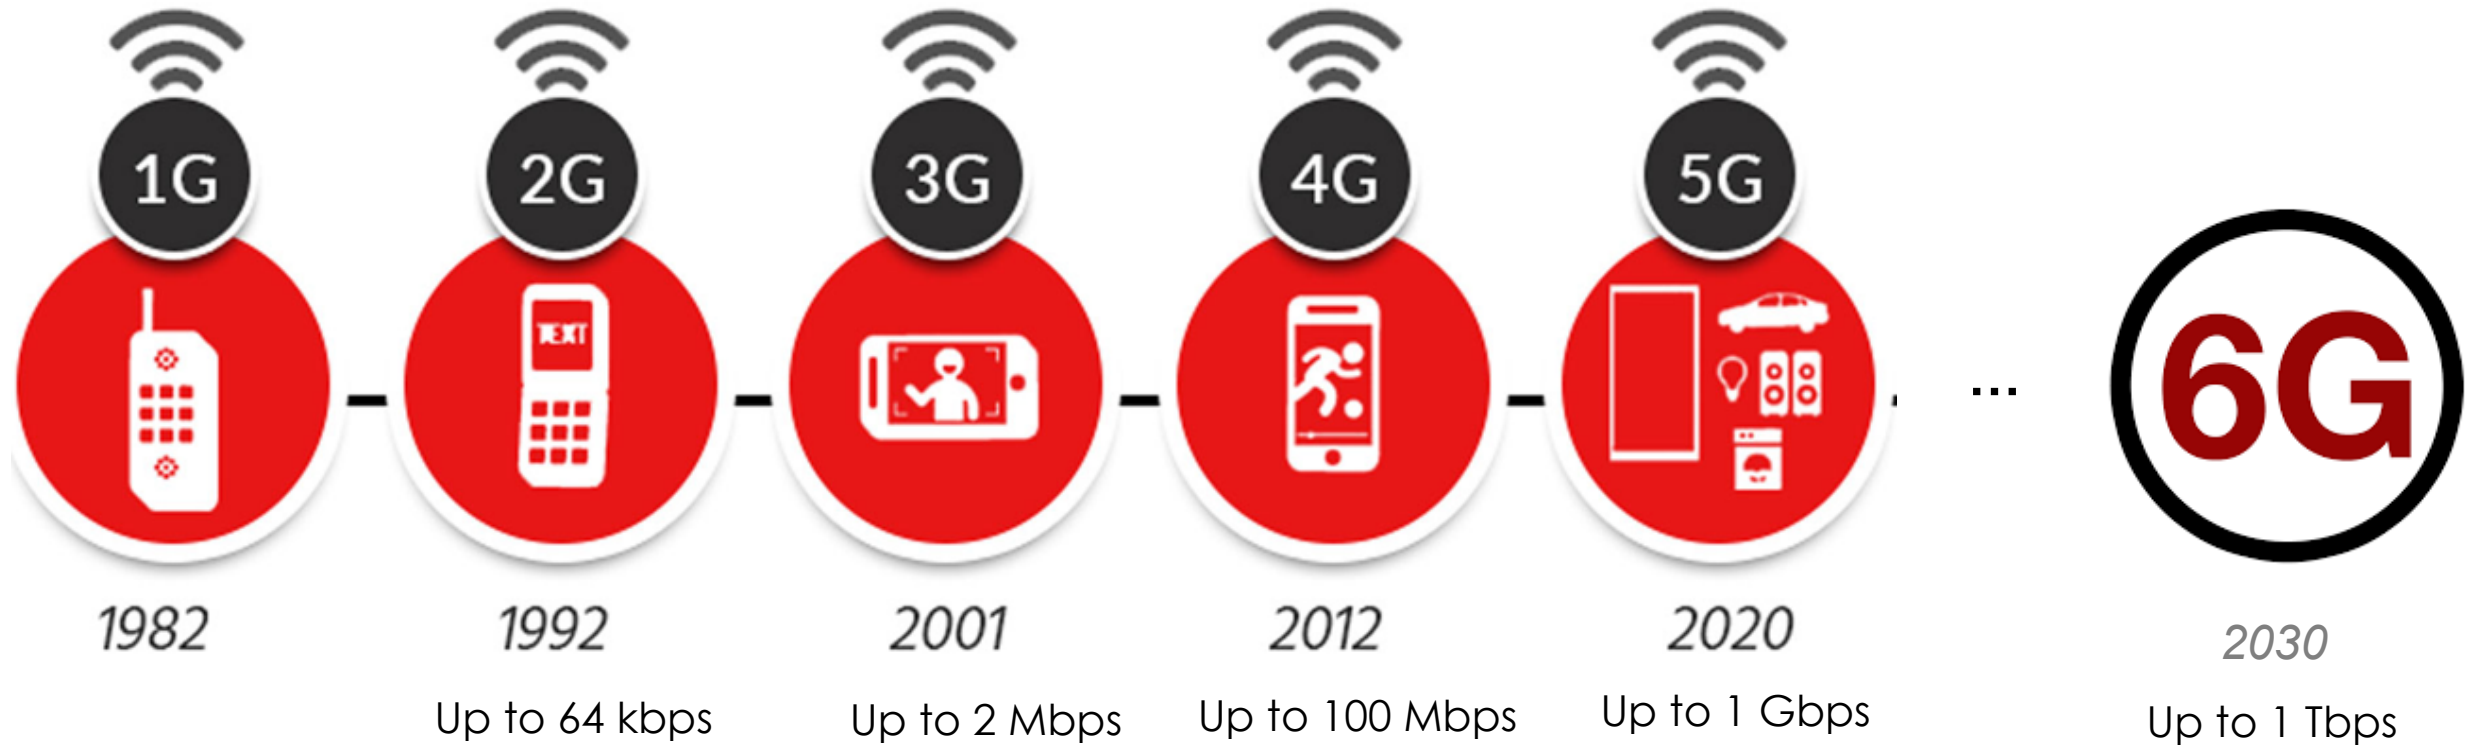 1G
2G
3G
4G
5G
TEXT
...
6G
1982
1992
2001
2012
2020
2030
Up to 64 kbps
Up to 2 Mbps
Up to 100 Mbps
Up to 1 Gbps
Up to 1 Tbps